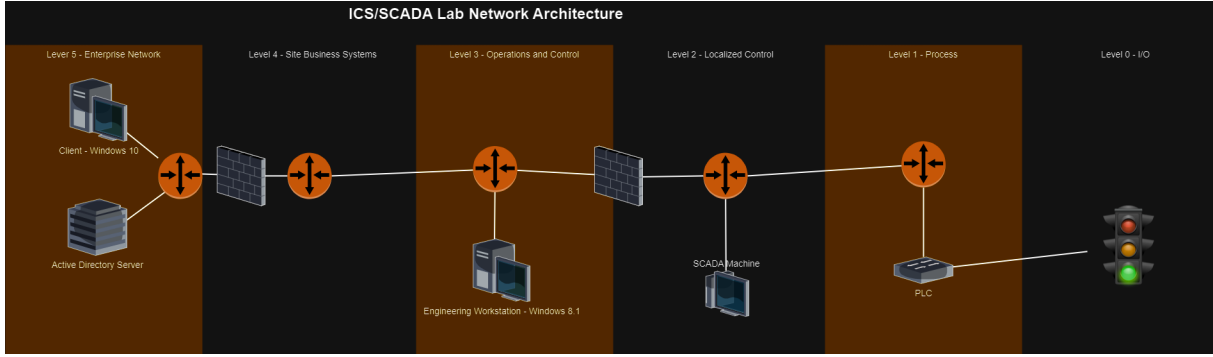 ICS/SCADA Lab Network Architecture
Lever 5 - Enterprise Network
Level 4 - Site Business Systems
Level 3 - Operations and Control
Level 2 - Localized Control
Level 1 - Process
Level 0 - I/O
Client - Windows 10
Active Directory Server
Engineering Workstation - Windows 8.1
SCADA Machine
PLC